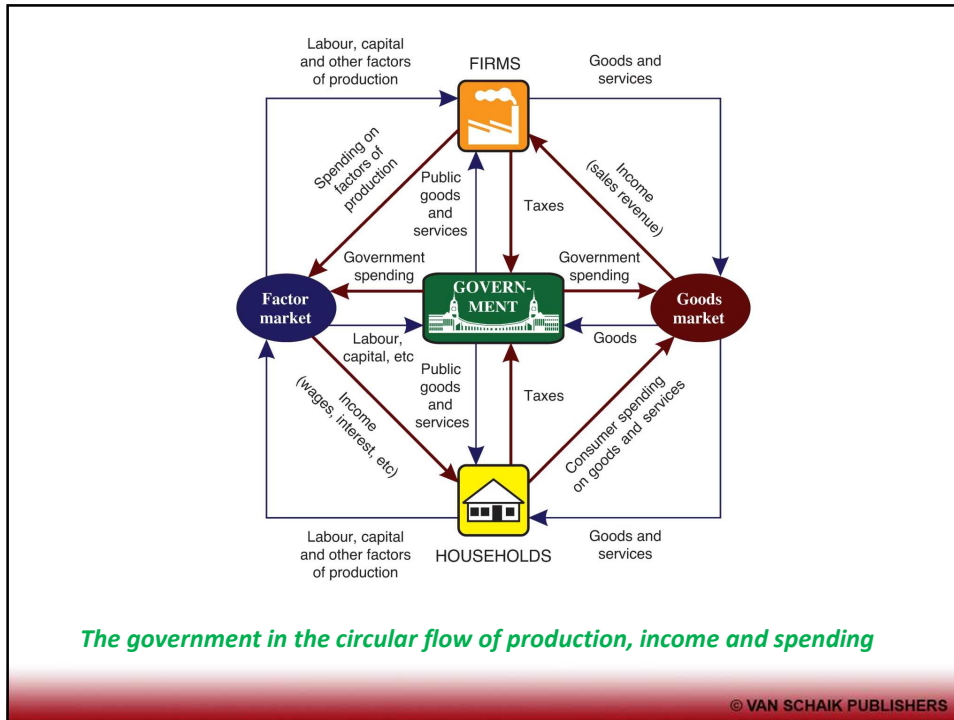 Labour, capital
and other factors
of production
FIRMS
Goods and
services
Spending on
factors of
production
Public
goods
and
services
Taxes
Income
(sales revenue)
Government
spending
Government
spending
Factor
market
GOVERN-
MENT
Goods
market
Labour,
capital, etc
Goods
Income
(wages, interest, etc)
Public
goods
and
services
Taxes
Consumer spending
on goods and services
Labour, capital
and other factors
of production
HOUSEHOLDS
Goods and
services
The government in the circular flow of production, income and spending
© VAN SCHAIK PUBLISHERS